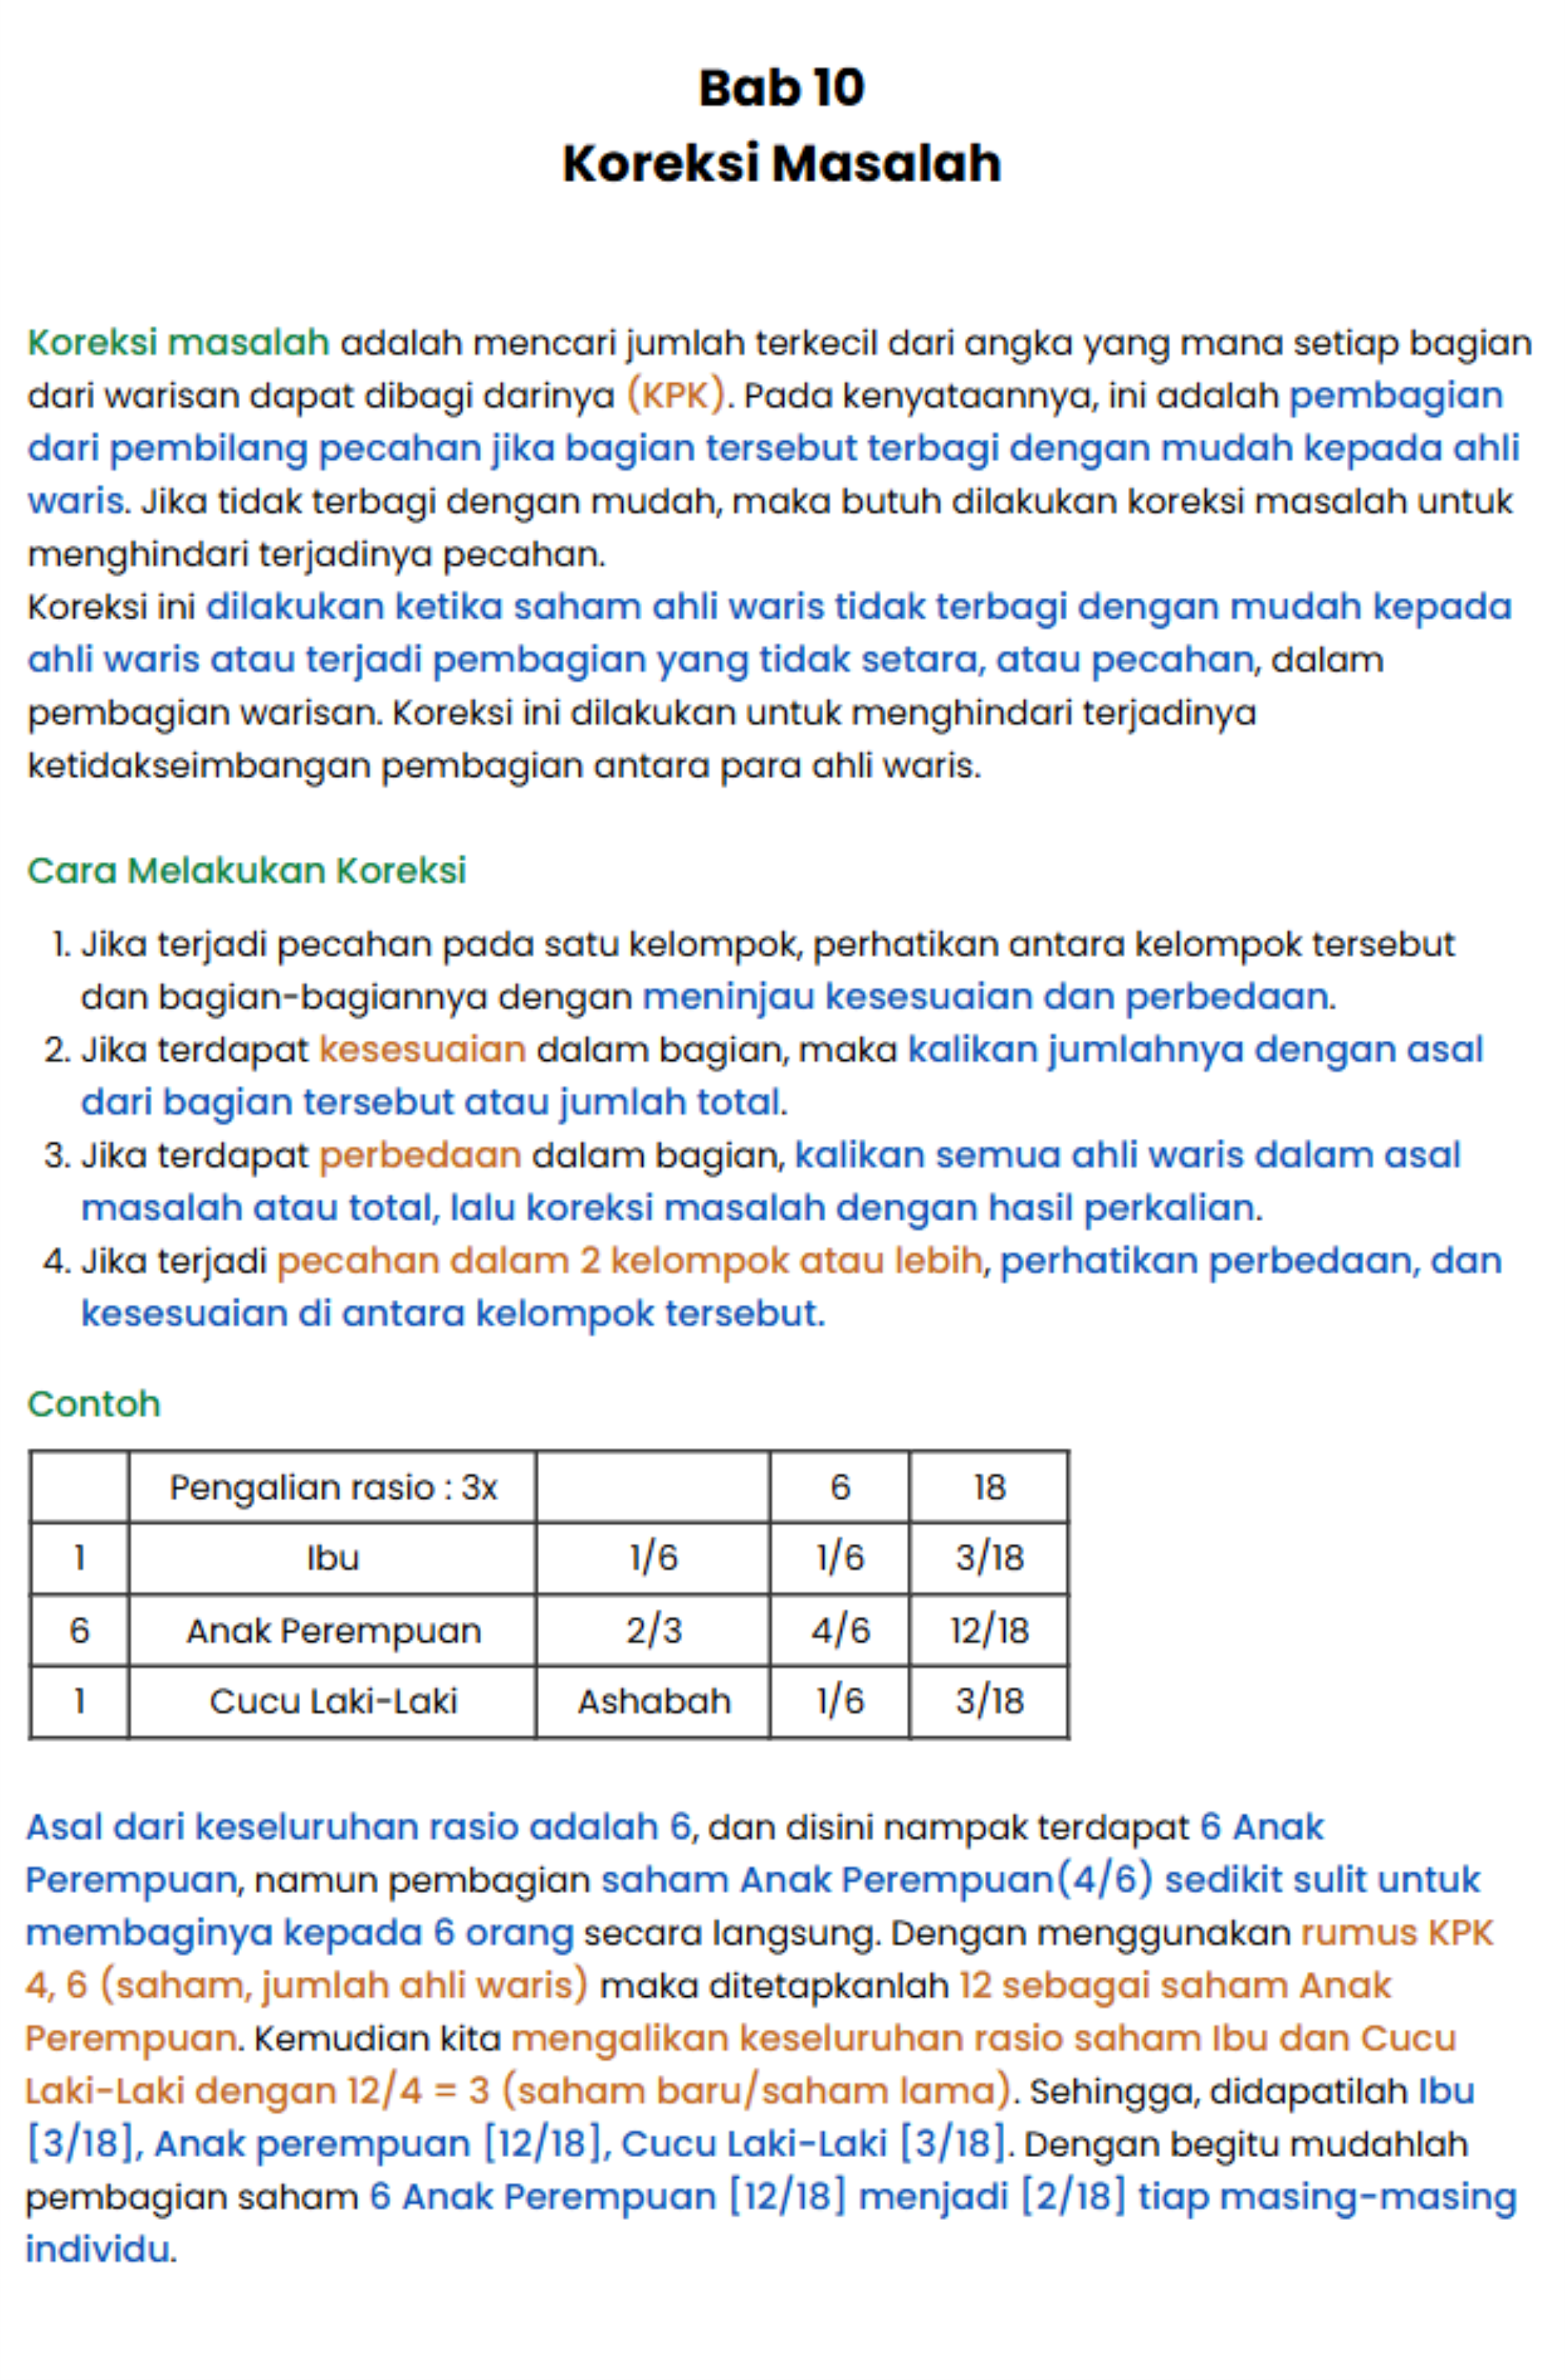 Bab 10
Koreksi Masalah
Koreksi masalah adalah mencari jumlah terkecil dari angka yang mana setiap bagian
dari warisan dapat dibagi darinya (KPK). Pada kenyataannya, ini adalah pembagian
dari pembilang pecahan jika bagian tersebut terbagi dengan mudah kepada ahli
waris. Jika tidak terbagi dengan mudah, maka butuh dilakukan koreksi masalah untuk
menghindari terjadinya pecahan.
Koreksi ini dilakukan ketika saham ahli waris tidak terbagi dengan mudah kepada
ahli waris atau terjadi pembagian yang tidak setara, atau pecahan, dalam
pembagian warisan. Koreksi ini dilakukan untuk menghindari terjadinya
ketidakseimbangan pembagian antara para ahli waris.
Cara Melakukan Koreksi
1. Jika terjadi pecahan pada satu kelompok, perhatikan antara kelompok tersebut
dan bagian-bagiannya dengan meninjau kesesuaian dan perbedaan.
2. Jika terdapat kesesuaian dalam bagian, maka kalikan jumlahnya dengan asal
dari bagian tersebut atau jumlah total.
3. Jika terdapat perbedaan dalam bagian, kalikan semua ahli waris dalam asal
masalah atau total, lalu koreksi masalah dengan hasil perkalian.
4. Jika terjadi pecahan dalam 2 kelompok atau lebih, perhatikan perbedaan, dan
kesesuaian di antara kelompok tersebut.
Contoh
Pengalian rasio : 3x 6 18
1 Ibu 1/6 1/6 3/18
6 Anak Perempuan 2/3 4/6 12/18
1 Cucu Laki-Laki Ashabah 1/6 3/18
Asal dari keseluruhan rasio adalah 6, dan disini nampak terdapat 6 Anak
Perempuan, namun pembagian saham Anak Perempuan(4/6) sedikit sulit untuk
membaginya kepada 6 orang secara langsung. Dengan menggunakan rumus KPK
4, 6 (saham, jumlah ahli waris) maka ditetapkanlah 12 sebagai saham Anak
Perempuan. Kemudian kita mengalikan keseluruhan rasio saham Ibu dan Cucu
Laki-Laki dengan 12/4 = 3 (saham baru/saham lama). Sehingga, didapatilah Ibu
[3/18], Anak perempuan [12/18], Cucu Laki-Laki [3/18]. Dengan begitu mudahlah
pembagian saham 6 Anak Perempuan [12/18] menjadi [2/18] tiap masing-masing
individu.